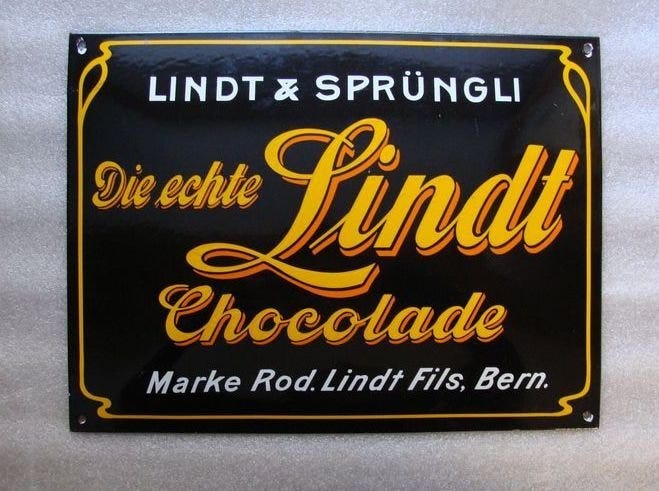 LINDT & SPRÜNGLI
Die echte Lindt
Chocolade
Marke Rod. Lindt Fils, Bern.